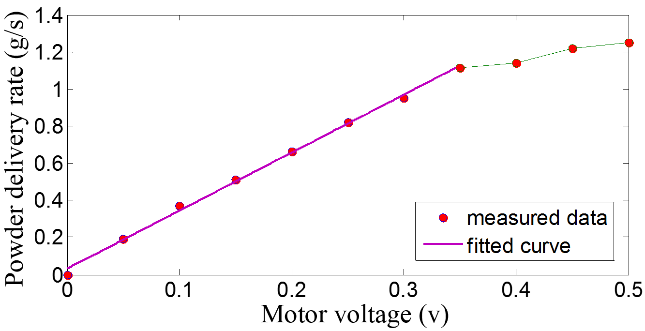 Powder delivery rate (g/s)
1.4
1.2
1
0.8
0.6
0.4
0.2
0
0 0.1 0.2 0.3 0.4 0.5
Motor voltage (v)
measured data
fitted curve